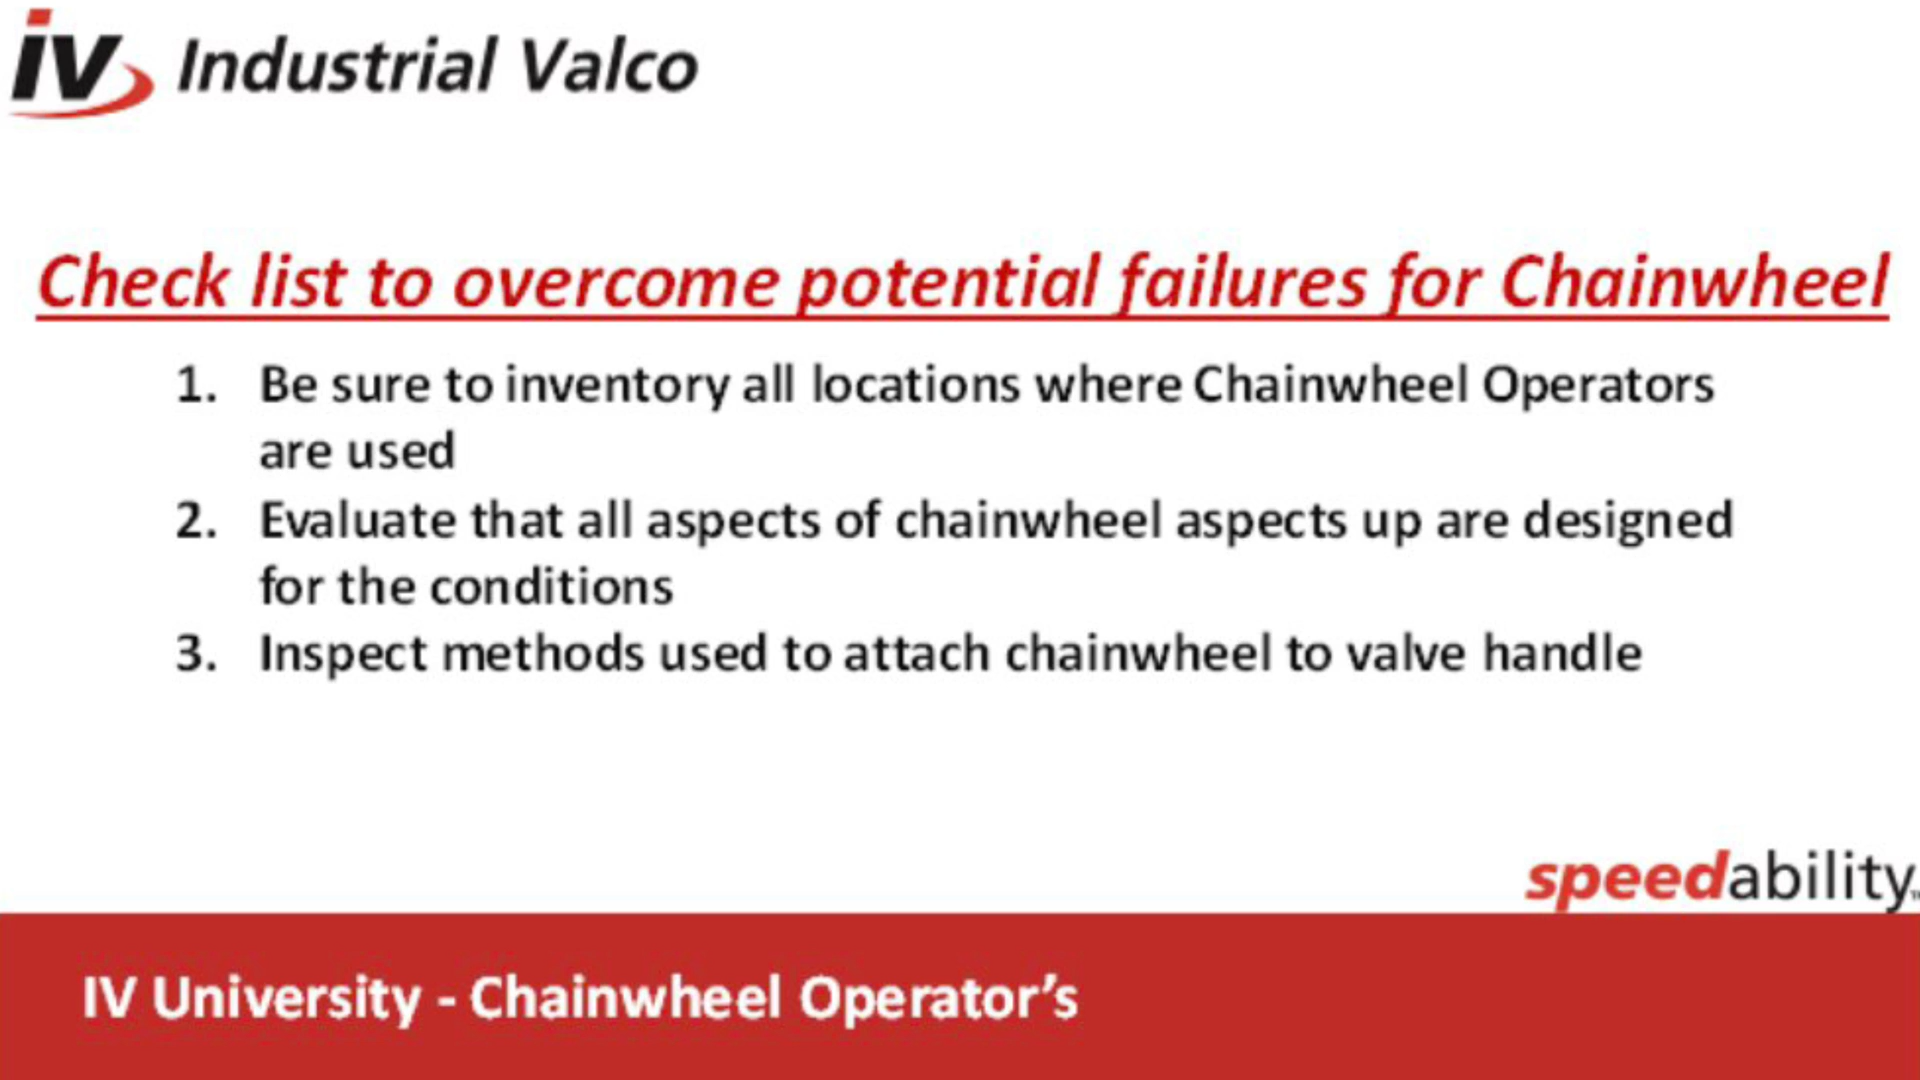 iv Industrial Valco
Check list to overcome potential failures for Chainwheel
1. Be sure to inventory all locations where Chainwheel Operators
are used
2. Evaluate that all aspects of chainwheel aspects up are designed
for the conditions
3. Inspect methods used to attach chainwheel to valve handle
speedability™
IV University - Chainwheel Operator’s